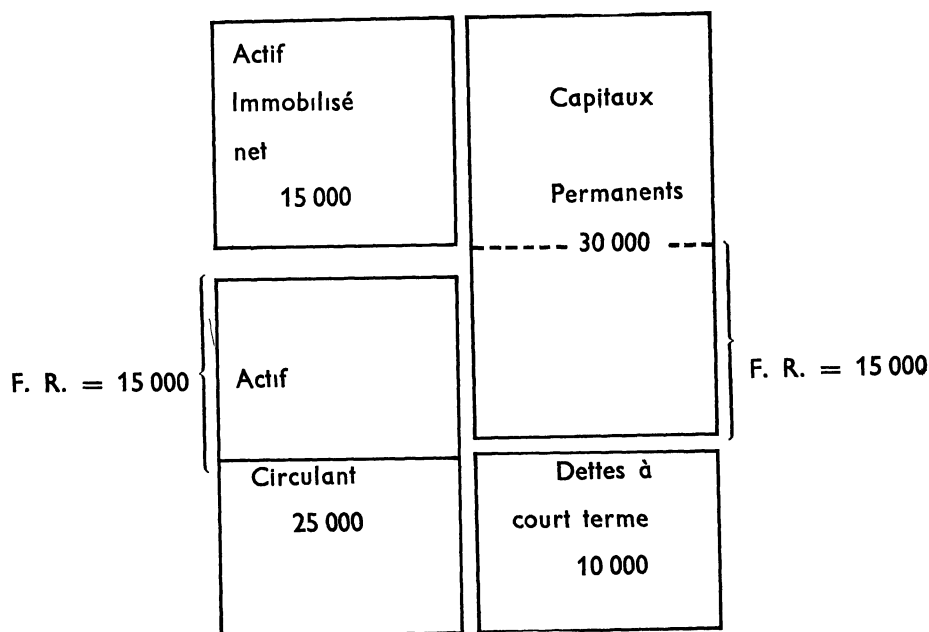 Actif
Immobilisé
net
15 000
Capitaux
Permanents
30 000
F. R. = 15 000
Actif
Circulant
25 000
F. R. = 15 000
Dettes à
court terme
10 000